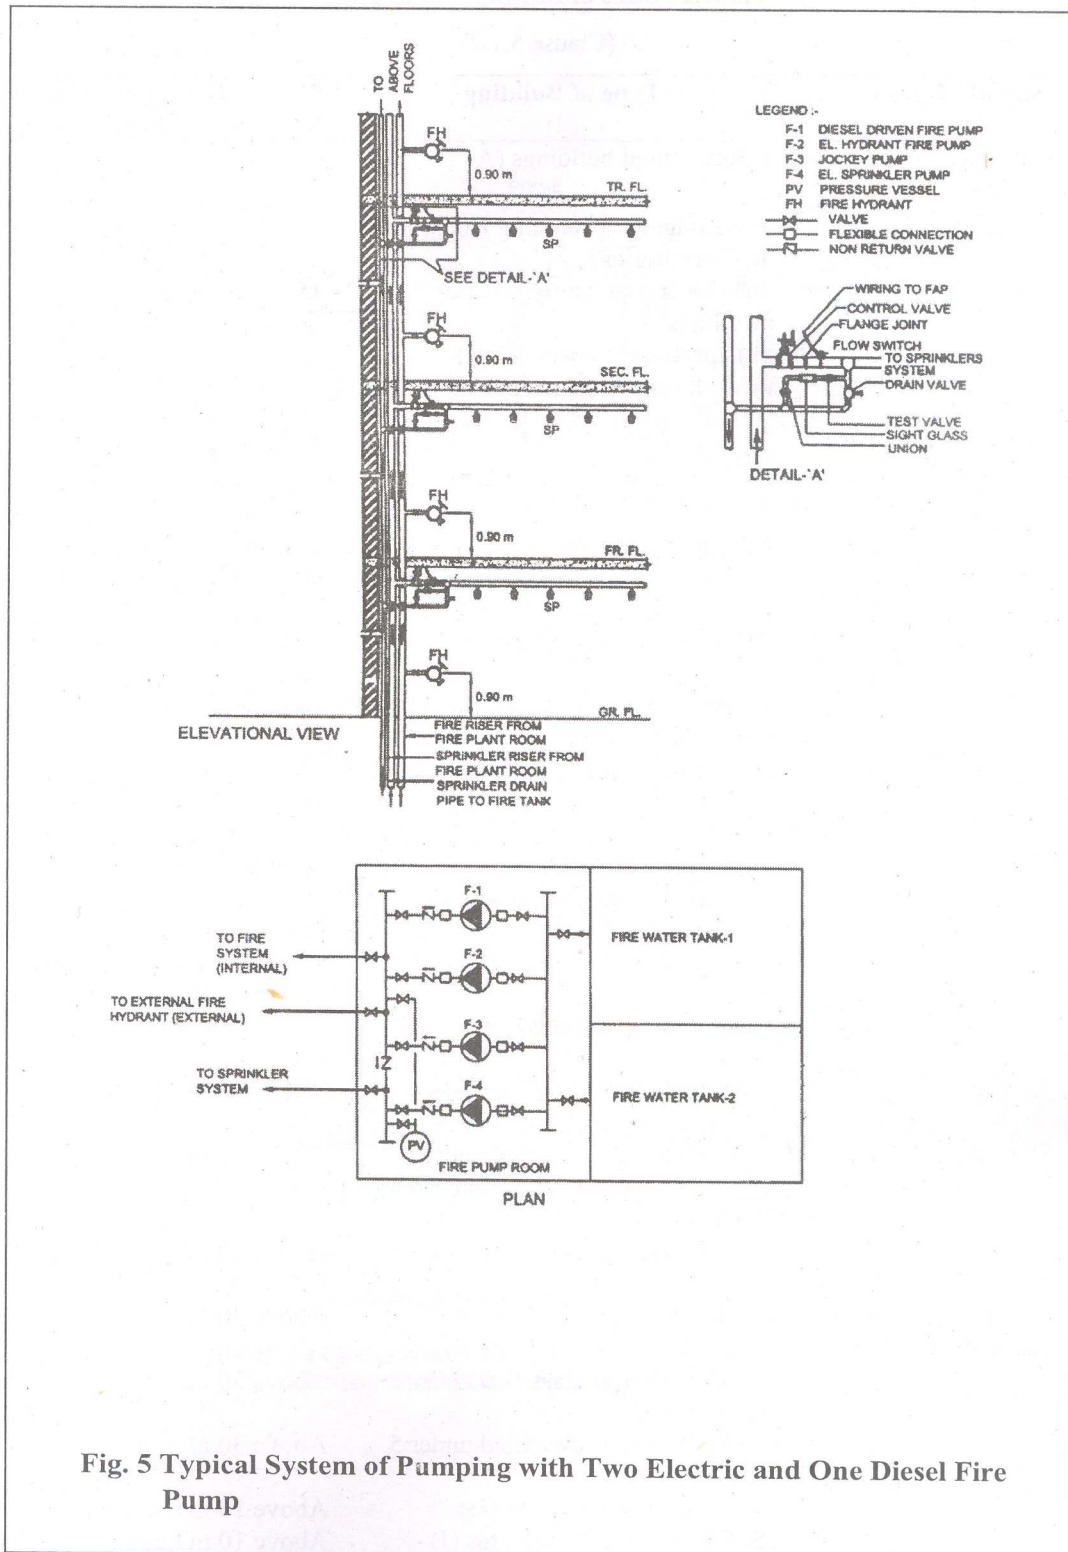 TO
ABOVE
FLOORS
FH
0.90 m
TR. FL.
SP
SEE DETAIL-'A'
FH
0.90 m
SEC. FL.
SP
FH
0.90 m
FR. FL.
SP
FH
0.90 m
GR. FL.
ELEVATIONAL VIEW
FIRE RISER FROM
FIRE PLANT ROOM
SPRINKLER RISER FROM
FIRE PLANT ROOM
SPRINKLER DRAIN
PIPE TO FIRE TANK
LEGEND :-
F-1 DIESEL DRIVEN FIRE PUMP
F-2 EL. HYDRANT FIRE PUMP
F-3 JOCKEY PUMP
F-4 EL. SPRINKLER PUMP
PV PRESSURE VESSEL
FH FIRE HYDRANT
VALVE
FLEXIBLE CONNECTION
NON RETURN VALVE
WIRING TO FAP
CONTROL VALVE
FLANGE JOINT
FLOW SWITCH
TO SPRINKLERS
SYSTEM
DRAIN VALVE
TEST VALVE
SIGHT GLASS
UNION
DETAIL-'A'
F-1
F-2
F-3
F-4
PV
TO FIRE
SYSTEM
(INTERNAL)
TO EXTERNAL FIRE
HYDRANT (EXTERNAL)
TO SPRINKLER
SYSTEM
FIRE WATER TANK-1
FIRE WATER TANK-2
FIRE PUMP ROOM
PLAN
Fig. 5 Typical System of Pumping with Two Electric and One Diesel Fire
Pump